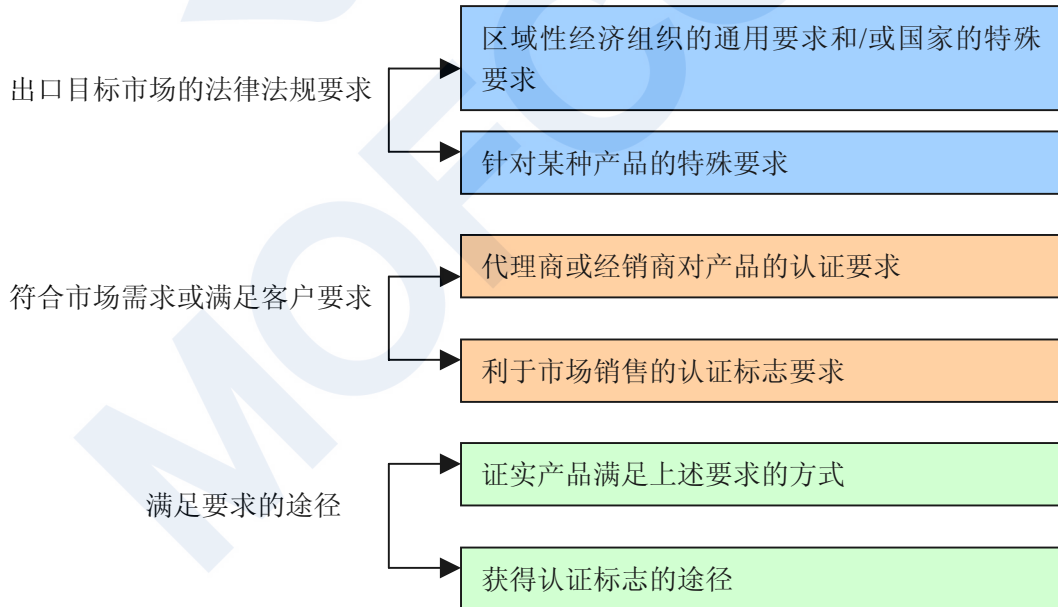 区域性经济组织的通用要求和/或国家的特殊
要求
出口目标市场的法律法规要求
针对某种产品的特殊要求
代理商或经销商对产品的认证要求
符合市场需求或满足客户要求
利于市场销售的认证标志要求
证实产品满足上述要求的方式
满足要求的途径
获得认证标志的途径